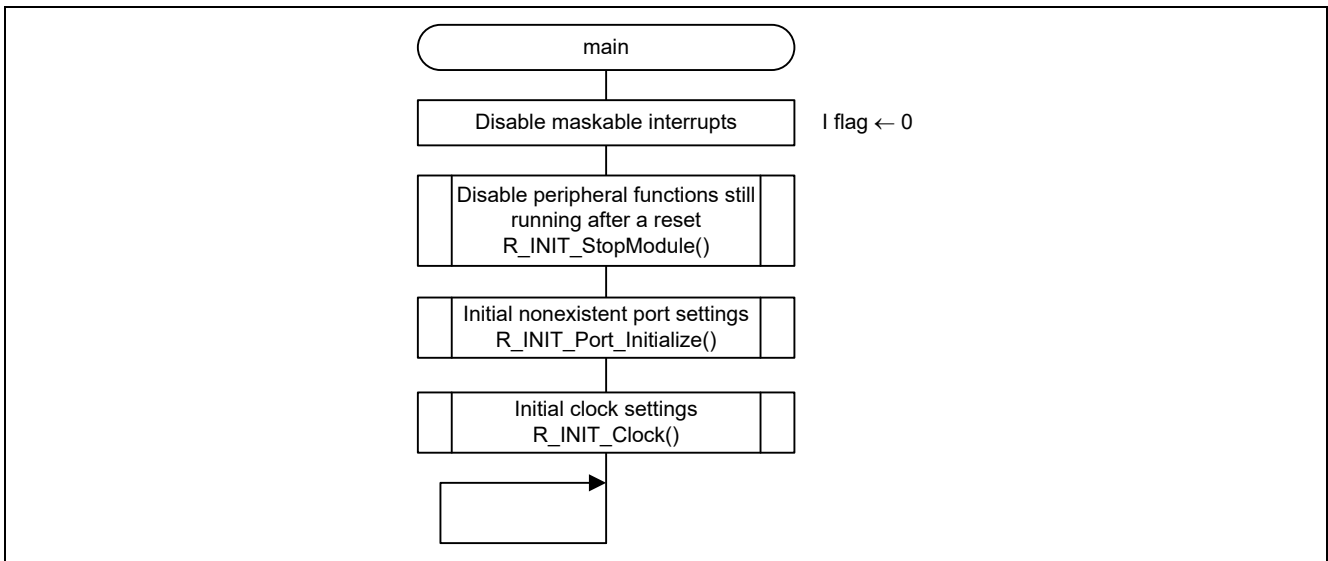 main
Disable maskable interrupts
I flag ← 0
Disable peripheral functions still
running after a reset
R_INIT_StopModule()
Initial nonexistent port settings
R_INIT_Port_Initialize()
Initial clock settings
R_INIT_Clock()